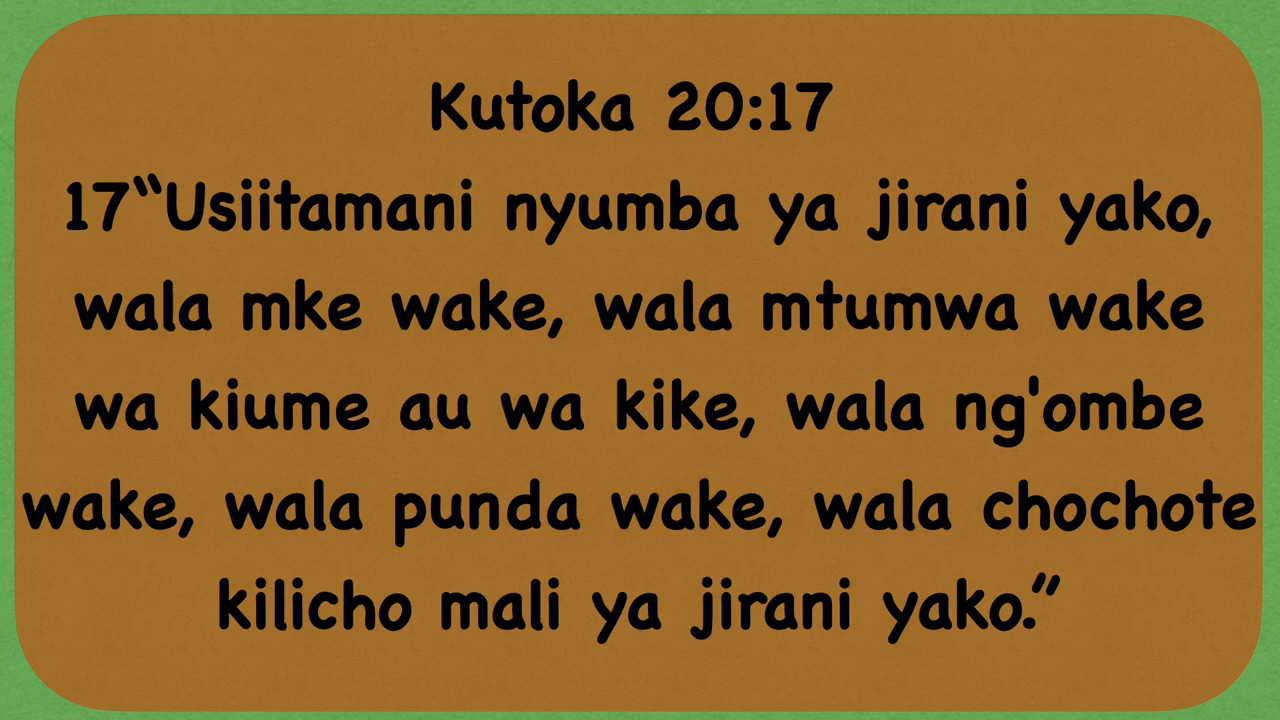 Kutoka 20:17
17“Usiitamani nyumba ya jirani yako,
wala mke wake, wala mtumwa wake
wa kiume au wa kike, wala ng'ombe
wake, wala punda wake, wala chochote
kilicho mali ya jirani yako.”